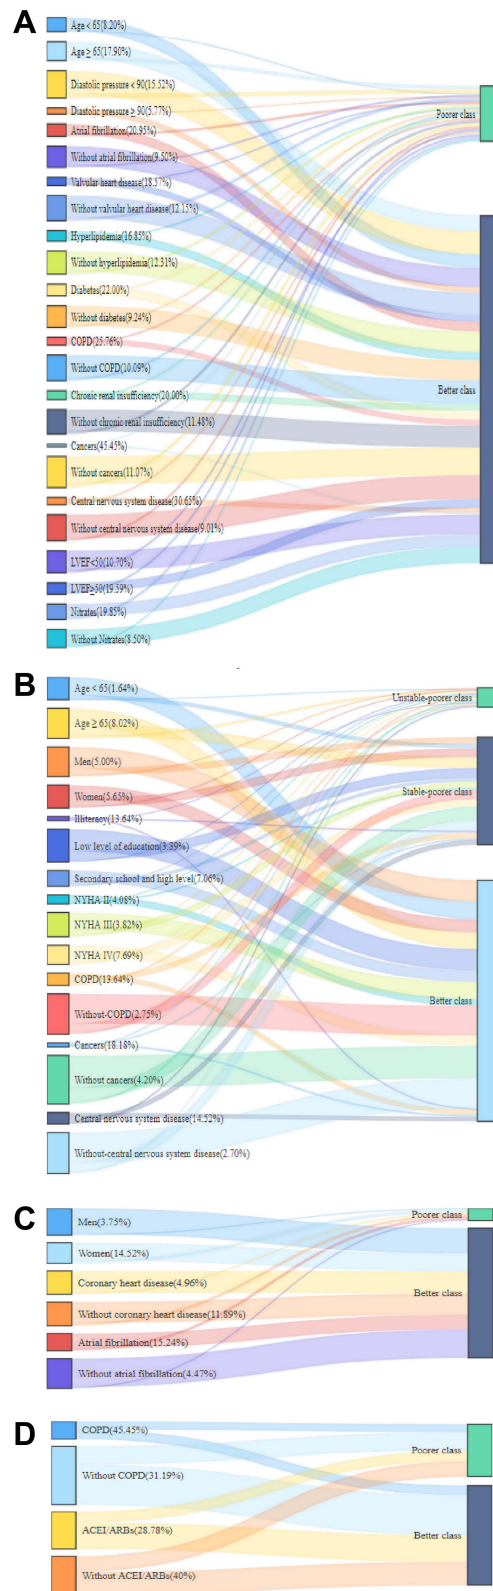 A
Age < 65(8.20%)
Age ≥ 65(17.90%)
Diastolic pressure < 90(15.52%)
Diastolic pressure ≥ 90(5.77%)
Atrial fibrillation(20.95%)
Without atrial fibrillation(9.50%)
Valvular heart disease(18.57%)
Without valvular heart disease(12.15%)
Hyperlipidemia(16.85%)
Without hyperlipidemia(12.31%)
Diabetes(22.00%)
Without diabetes(9.24%)
COPD(25.76%)
Without COPD(10.09%)
Chronic renal insufficiency(20.00%)
Without chronic renal insufficiency(11.48%)
Cancers(45.45%)
Without cancers(11.07%)
Central nervous system disease(30.65%)
Without central nervous system disease(9.01%)
LVEF<50(10.70%)
LVEF≥50(19.59%)
Nitrates(19.85%)
Without Nitrates(8.50%)
Poorer class
Better class
B
Age < 65(1.64%)
Age ≥ 65(8.02%)
Men(5.00%)
Women(5.65%)
Illiteracy(13.64%)
Low level of education(3.39%)
Secondary school and high level(7.06%)
NYHA II(4.08%)
NYHA III(3.82%)
NYHA IV(7.69%)
COPD(13.64%)
Without-COPD(2.75%)
Cancers(18.18%)
Without cancers(4.20%)
Central nervous system disease(14.52%)
Without-central nervous system disease(2.70%)
Unstable-poorer class
Stable-poorer class
Better class
C
Men(3.75%)
Women(14.52%)
Coronary heart disease(4.96%)
Without coronary heart disease(11.89%)
Atrial fibrillation(15.24%)
Without atrial fibrillation(4.47%)
Poorer class
Better class
D
COPD(45.45%)
Without COPD(31.19%)
ACEI/ARBs(28.78%)
Without ACEI/ARBs(40%)
Poorer class
Better class